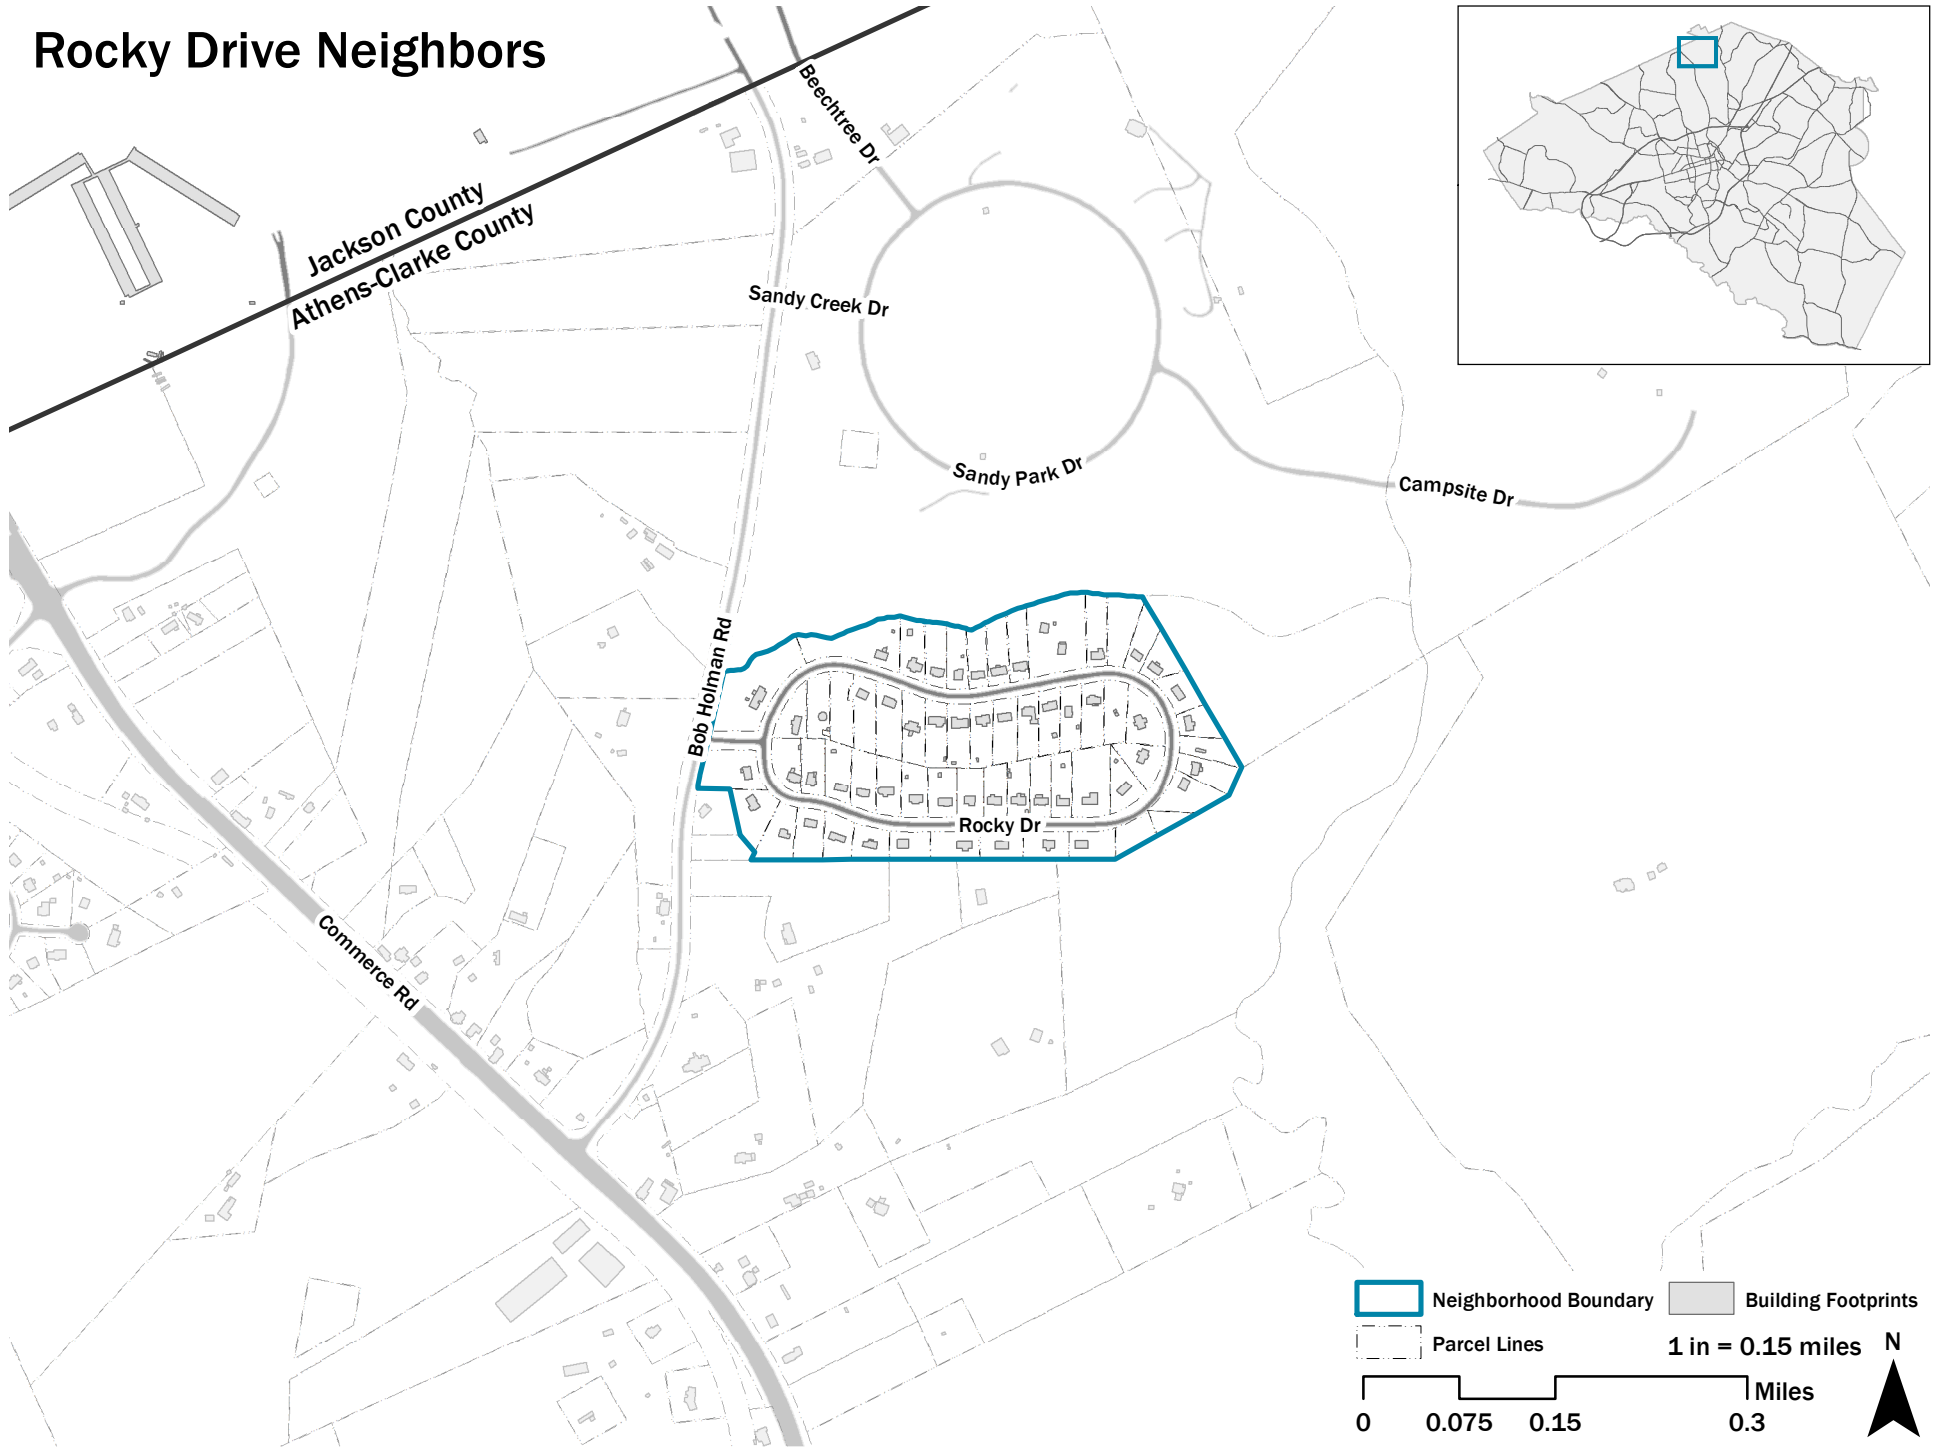 Rocky Drive Neighbors
Beechtree Dr
Jackson County
Athens-Clarke County
Sandy Creek Dr
Sandy Park Dr
Campsite Dr
Bob Holman Rd
Rocky Dr
Commerce Rd
Neighborhood Boundary
Building Footprints
Parcel Lines
1 in = 0.15 miles
N
Miles
0 0.075 0.15 0.3